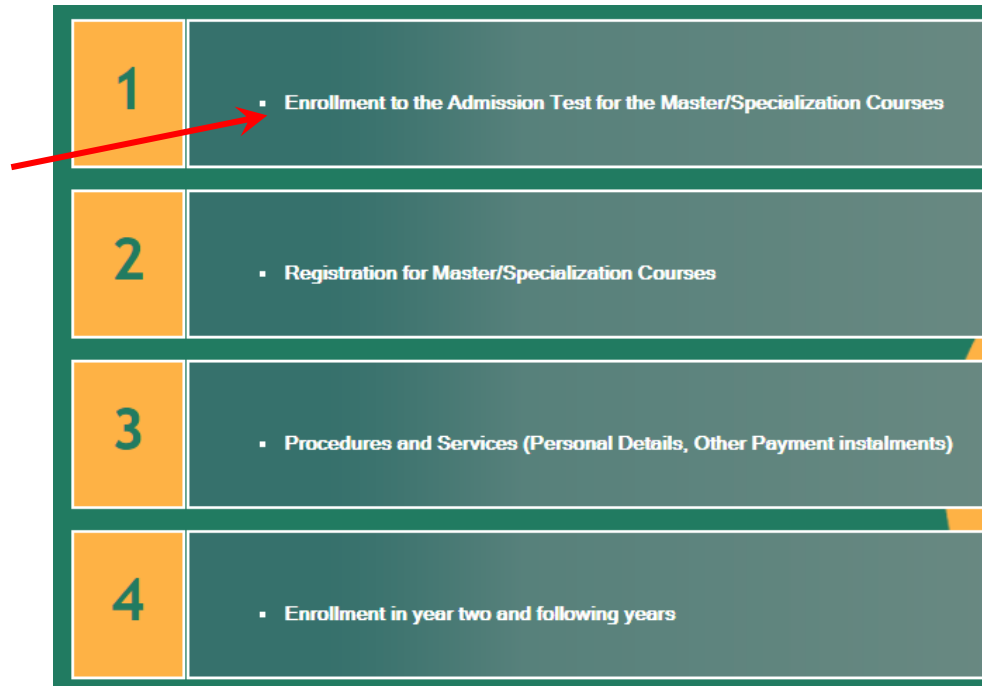 1
Enrollment to the Admission Test for the Master/Specialization Courses
2
Registration for Master/Specialization Courses
3
Procedures and Services (Personal Details, Other Payment instalments)
4
Enrollment in year two and following years